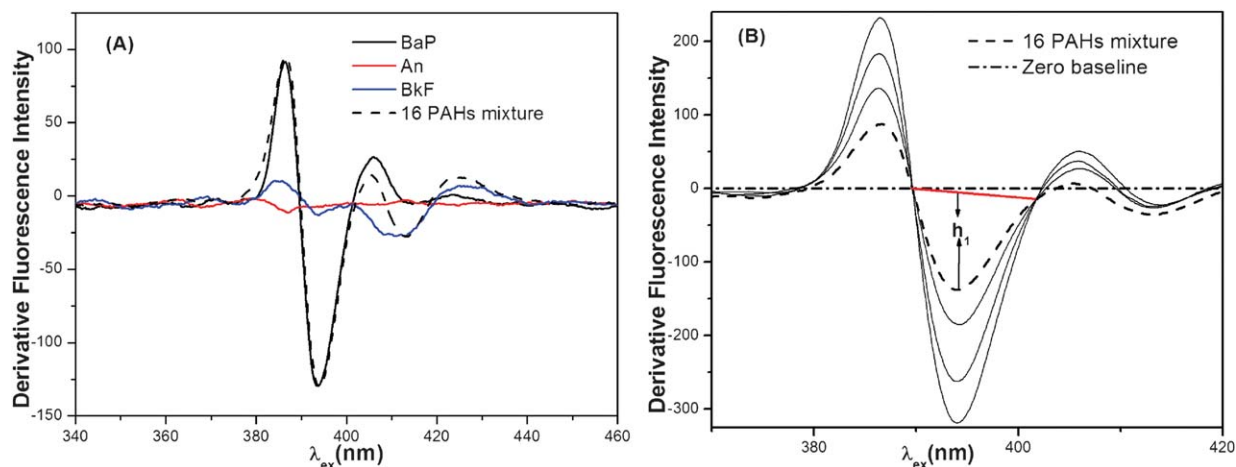 (A)
BaP
An
BkF
16 PAHs mixture
Derivative Fluorescence Intensity
100
50
0
-25
-50
-100
-150
340
360
380
400
420
440
460
λex(nm)
(B)
16 PAHs mixture
Zero baseline
h1
Derivative Fluorescence Intensity
200
100
0
-100
-200
-300
380
400
420
λex(nm)